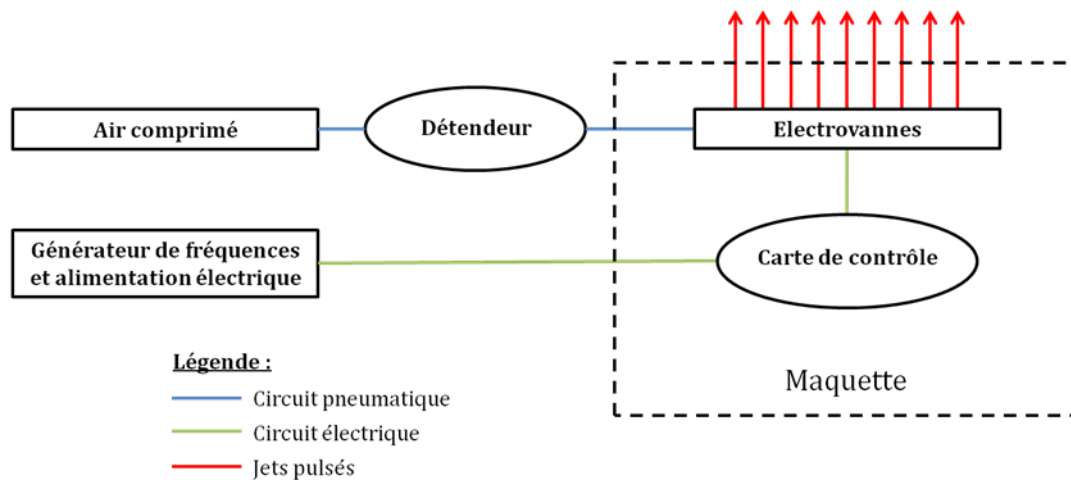 Air comprimé
Détendeur
Electrovannes
Générateur de fréquences
et alimentation électrique
Carte de contrôle
Maquette
Légende :
Circuit pneumatique
Circuit électrique
Jets pulsés